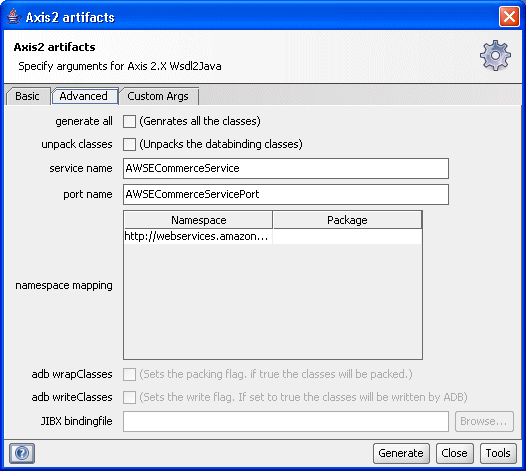 Axis2 artifacts
Axis2 artifacts
Specify arguments for Axis 2.X Wsdl2Java
Basic Advanced Custom Args
generate all (Genrates all the classes)
unpack classes (Unpacks the databinding classes)
service name AWSECommerceService
port name AWSECommerceServicePort
Namespace Package
http://webservices.amazon...
namespace mapping
adb wrapClasses (Sets the packing flag. if true the classes will be packed.)
adb writeClasses (Sets the write flag. If set to true the classes will be written by ADB)
JIBX bindingfile Browse...
? Generate Close Tools